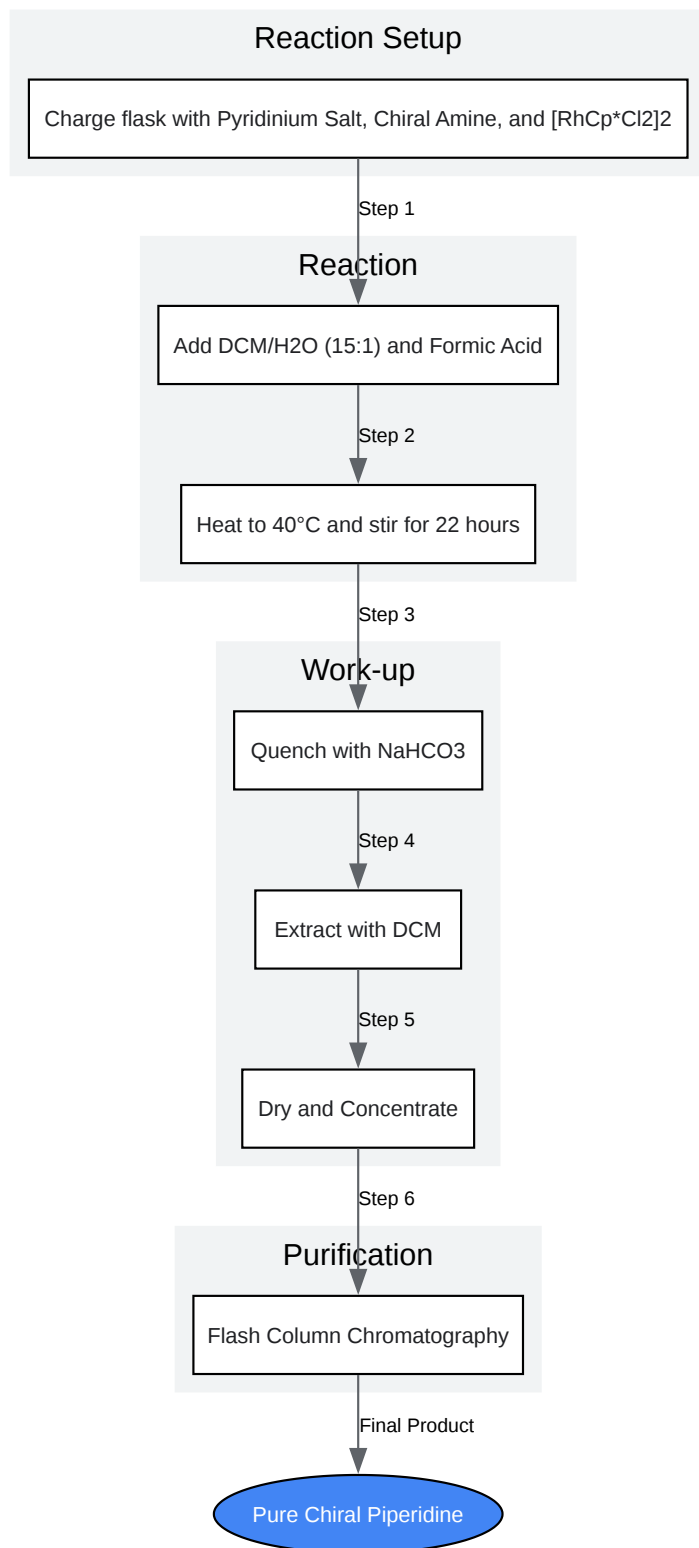 Reaction Setup
Charge flask with Pyridinium Salt, Chiral Amine, and [RhCp*Cl2]2
Step 1
Reaction
Add DCM/H2O (15:1) and Formic Acid
Step 2
Heat to 40°C and stir for 22 hours
Step 3
Work-up
Quench with NaHCO3
Step 4
Extract with DCM
Step 5
Dry and Concentrate
Step 6
Purification
Flash Column Chromatography
Final Product
Pure Chiral Piperidine